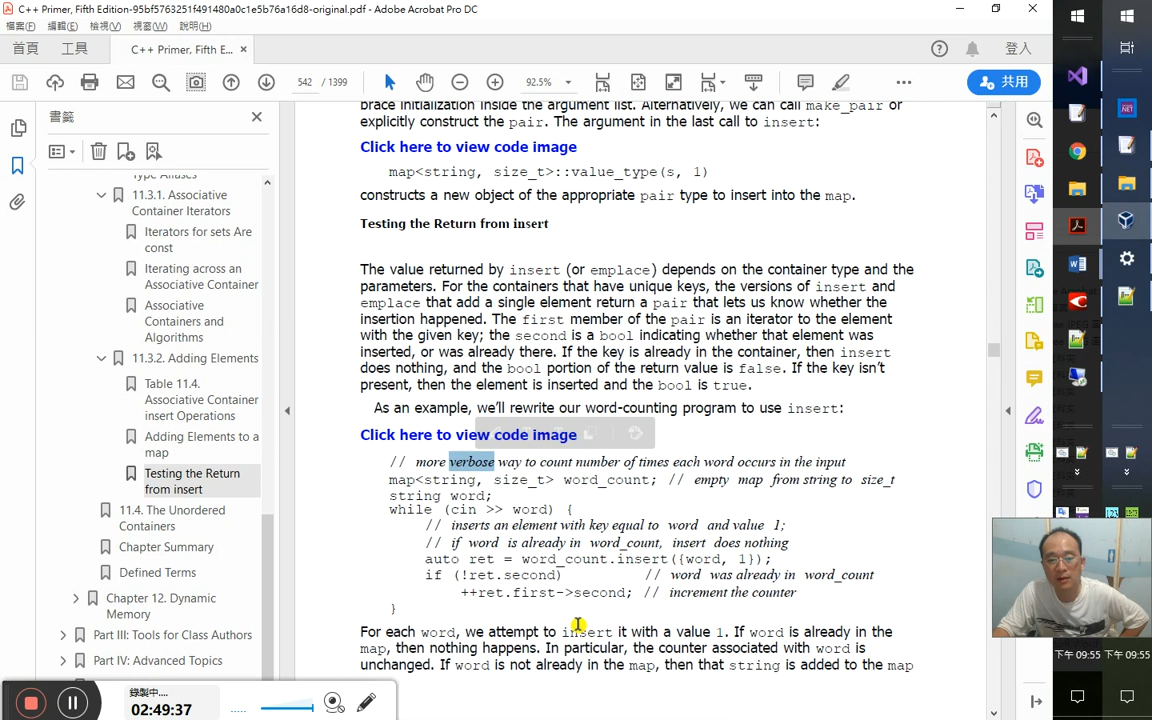 C++ Primer, Fifth Edition-95bf5763251f491480a0c1e5b76a16d8-original.pdf - Adobe Acrobat Pro DC
檔案(F) 編輯(E) 檢視(V) 視窗(W) 說明(H)
首頁 工具 C++ Primer, Fifth E... × 登入
542 / 1399 92.5% 共用
書籤
Type Aliases
11.3.1. Associative
Container Iterators
Iterators for sets Are
const
Iterating across an
Associative Container
Associative
Containers and
Algorithms
11.3.2. Adding Elements
Table 11.4.
Associative Container
insert Operations
Adding Elements to a
map
Testing the Return
from insert
11.4. The Unordered
Containers
Chapter Summary
Defined Terms
Chapter 12. Dynamic
Memory
Part III: Tools for Class Authors
Part IV: Advanced Topics
brace initialization inside the argument list. Alternatively, we can call make_pair or
explicitly construct the pair. The argument in the last call to insert:
Click here to view code image
map<string, size_t>::value_type(s, 1)
constructs a new object of the appropriate pair type to insert into the map.
Testing the Return from insert
The value returned by insert (or emplace) depends on the container type and the
parameters. For the containers that have unique keys, the versions of insert and
emplace that add a single element return a pair that lets us know whether the
insertion happened. The first member of the pair is an iterator to the element
with the given key; the second is a bool indicating whether that element was
inserted, or was already there. If the key is already in the container, then insert
does nothing, and the bool portion of the return value is false. If the key isn't
present, then the element is inserted and the bool is true.
As an example, we'll rewrite our word-counting program to use insert:
Click here to view code image
// more verbose way to count number of times each word occurs in the input
map<string, size_t> word_count; // empty map from string to size_t
string word;
while (cin >> word) {
// inserts an element with key equal to word and value 1;
// if word is already in word_count, insert does nothing
auto ret = word_count.insert({word, 1});
if (!ret.second) // word was already in word_count
++ret.first->second; // increment the counter
}
For each word, we attempt to insert it with a value 1. If word is already in the
map, then nothing happens. In particular, the counter associated with word is
unchanged. If word is not already in the map, then that string is added to the map
錄製中....
02:49:37
下午 09:55 下午 09:55